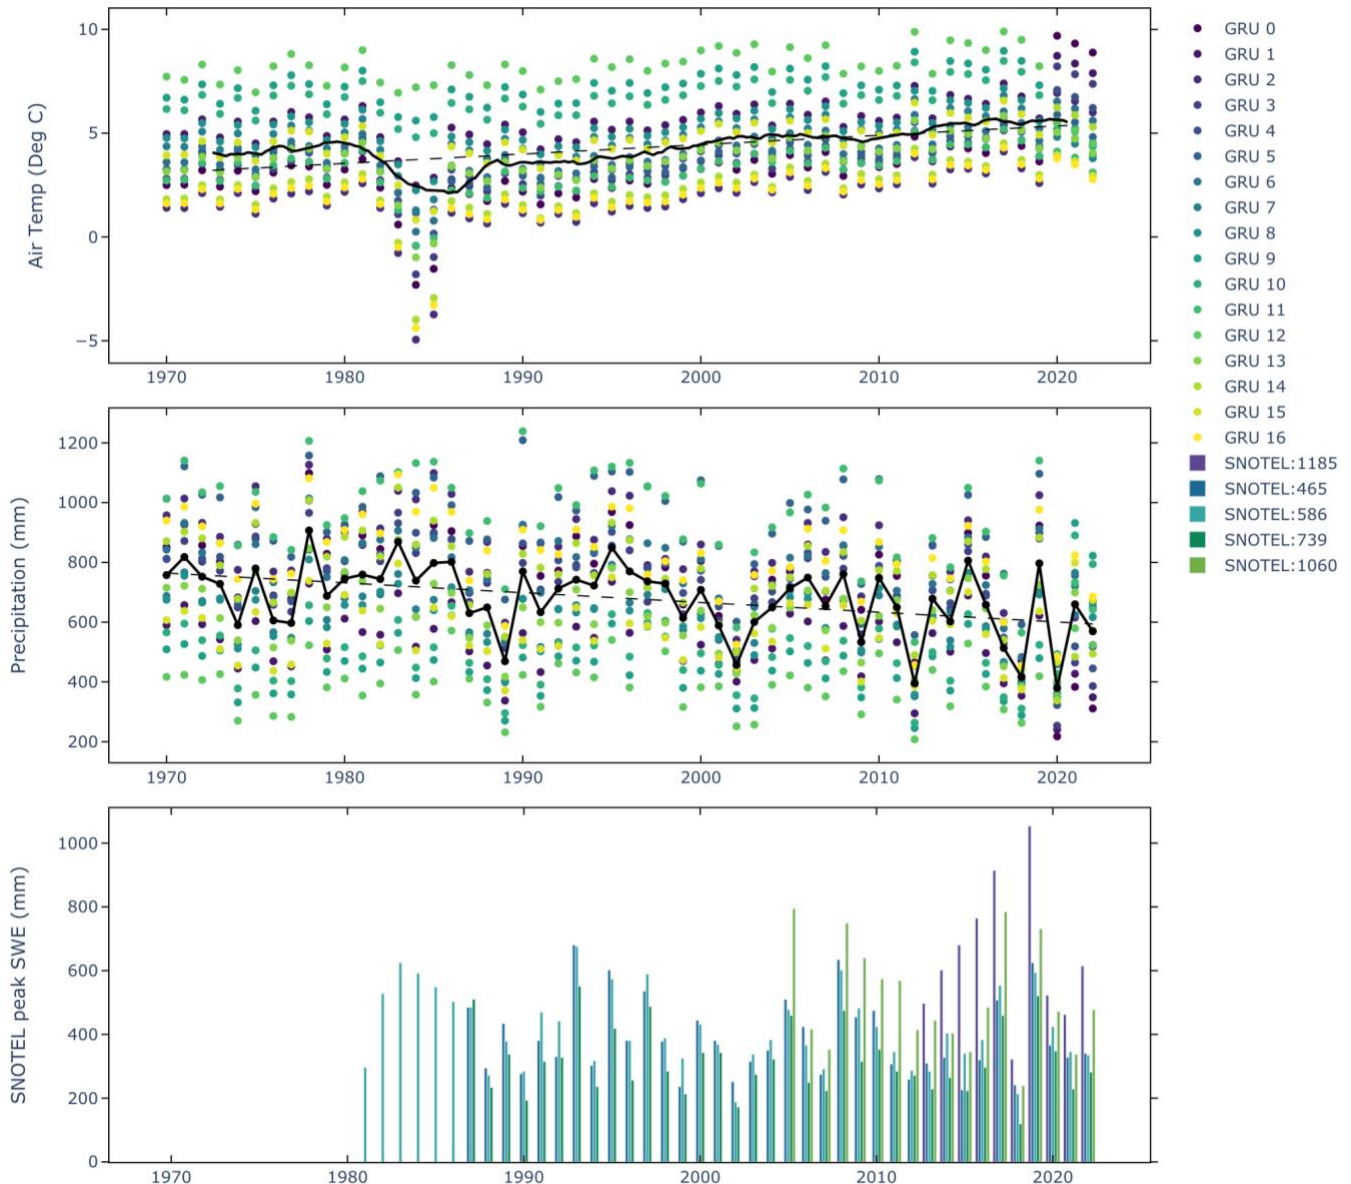 Air Temp (Deg C)
10
5
0
−5
1970 1980 1990 2000 2010 2020
Precipitation (mm)
1200
1000
800
600
400
200
1970 1980 1990 2000 2010 2020
SNOTEL peak SWE (mm)
1000
800
600
400
200
0
1970 1980 1990 2000 2010 2020
GRU 0
GRU 1
GRU 2
GRU 3
GRU 4
GRU 5
GRU 6
GRU 7
GRU 8
GRU 9
GRU 10
GRU 11
GRU 12
GRU 13
GRU 14
GRU 15
GRU 16
SNOTEL:1185
SNOTEL:465
SNOTEL:586
SNOTEL:739
SNOTEL:1060